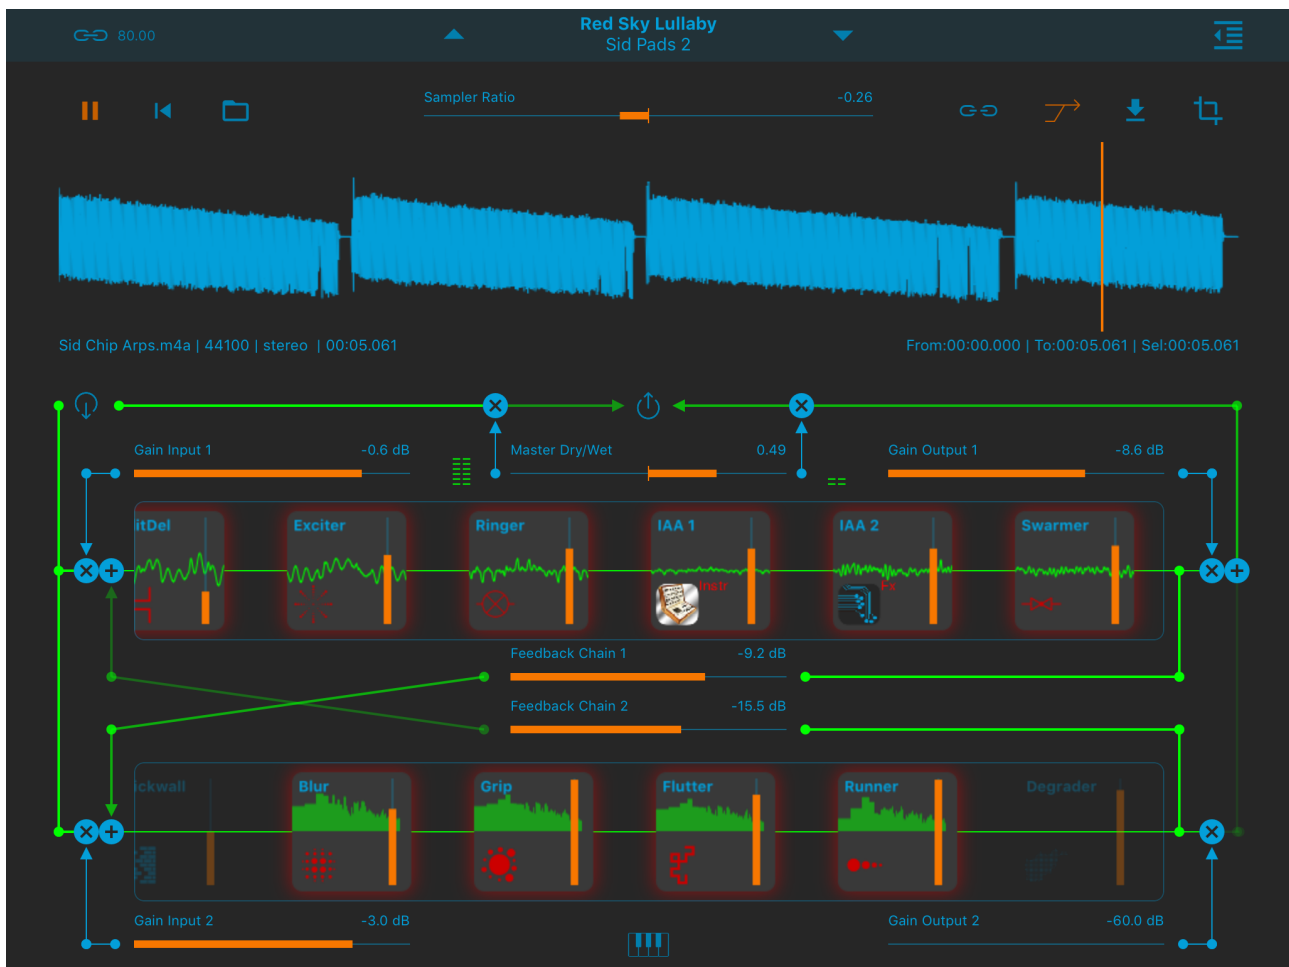 80.00
Red Sky Lullaby
Sid Pads 2
Sampler Ratio -0.26
Sid Chip Arps.m4a | 44100 | stereo | 00:05.061
From:00:00.000 | To:00:05.061 | Sel:00:05.061
Gain Input 1 -0.6 dB
Master Dry/Wet 0.49
Gain Output 1 -8.6 dB
itDel
Exciter
Ringer
IAA 1
IAA 2
Swarmer
Instr
Fx
Feedback Chain 1 -9.2 dB
Feedback Chain 2 -15.5 dB
ickwall
Blur
Grip
Flutter
Runner
Degrader
Gain Input 2 -3.0 dB
Gain Output 2 -60.0 dB